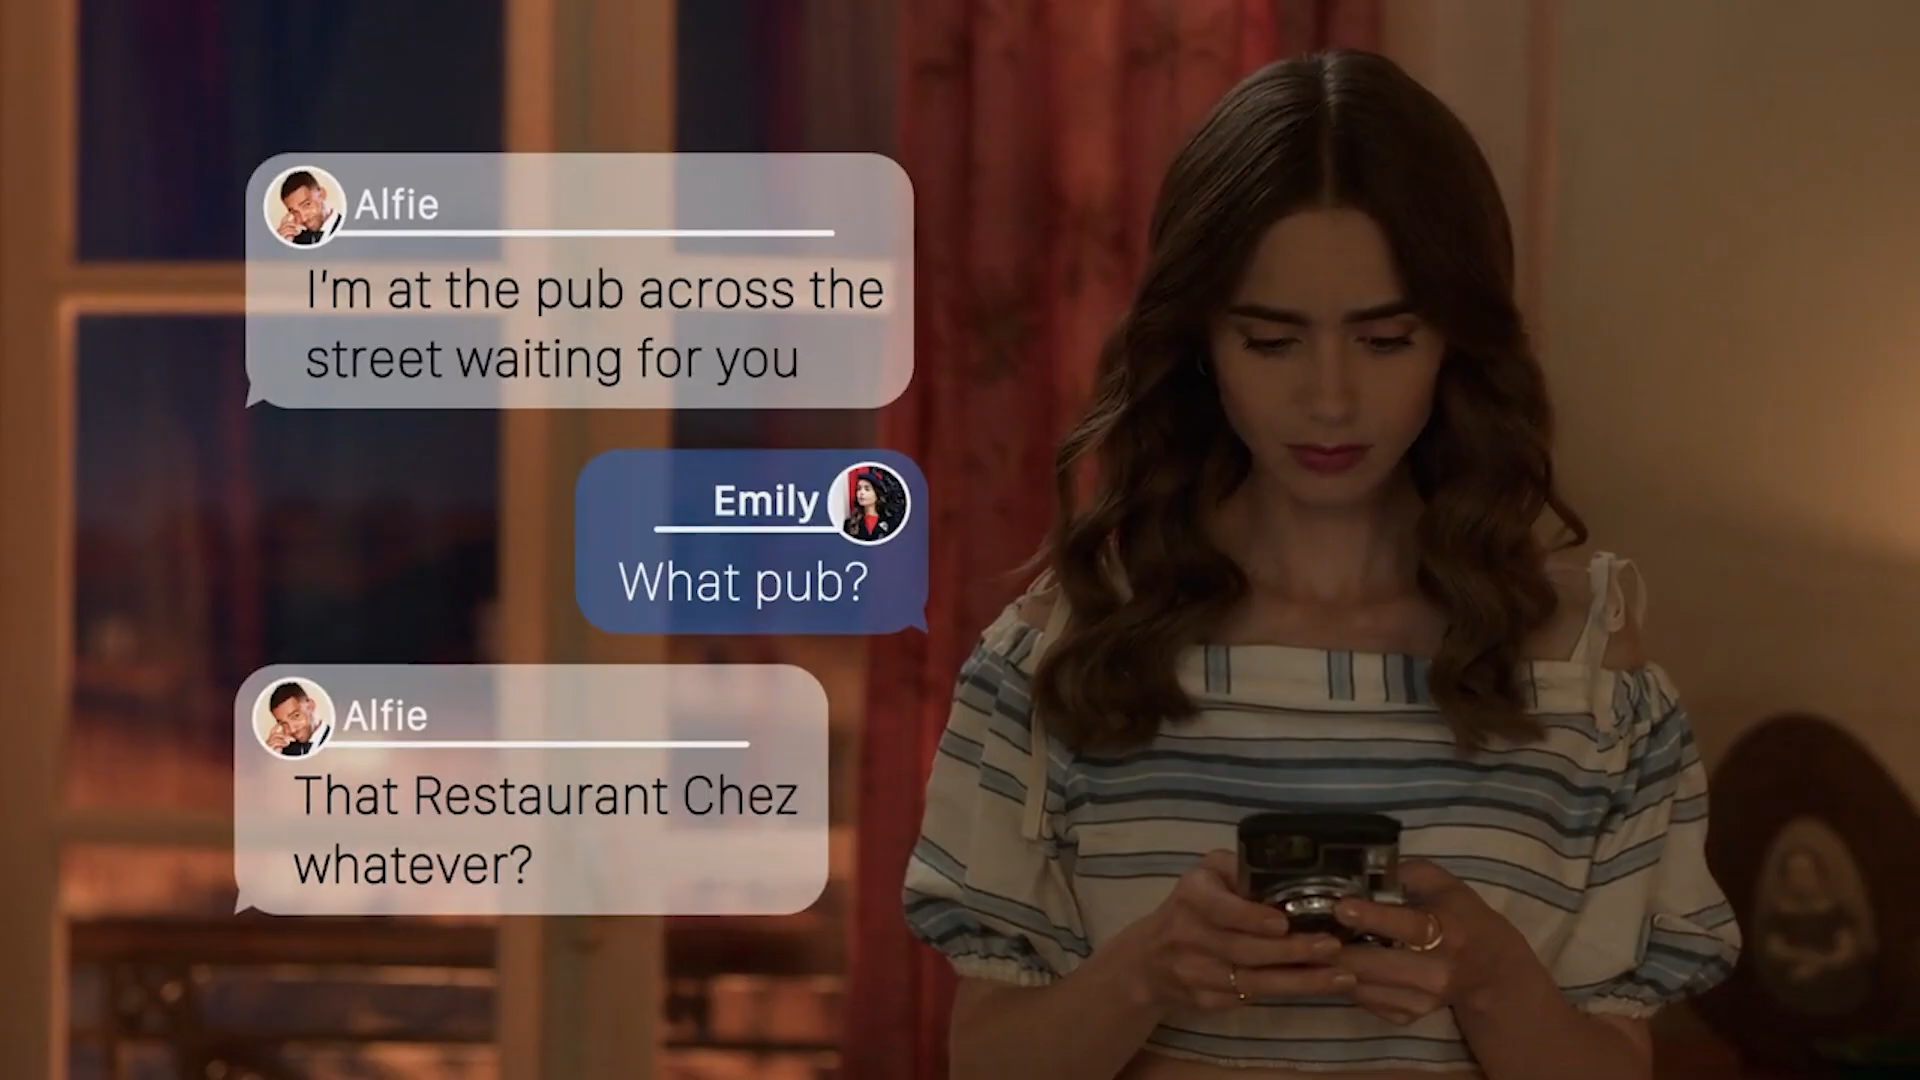 Alfie
I'm at the pub across the
street waiting for you
Emily
What pub?
Alfie
That Restaurant Chez
whatever?